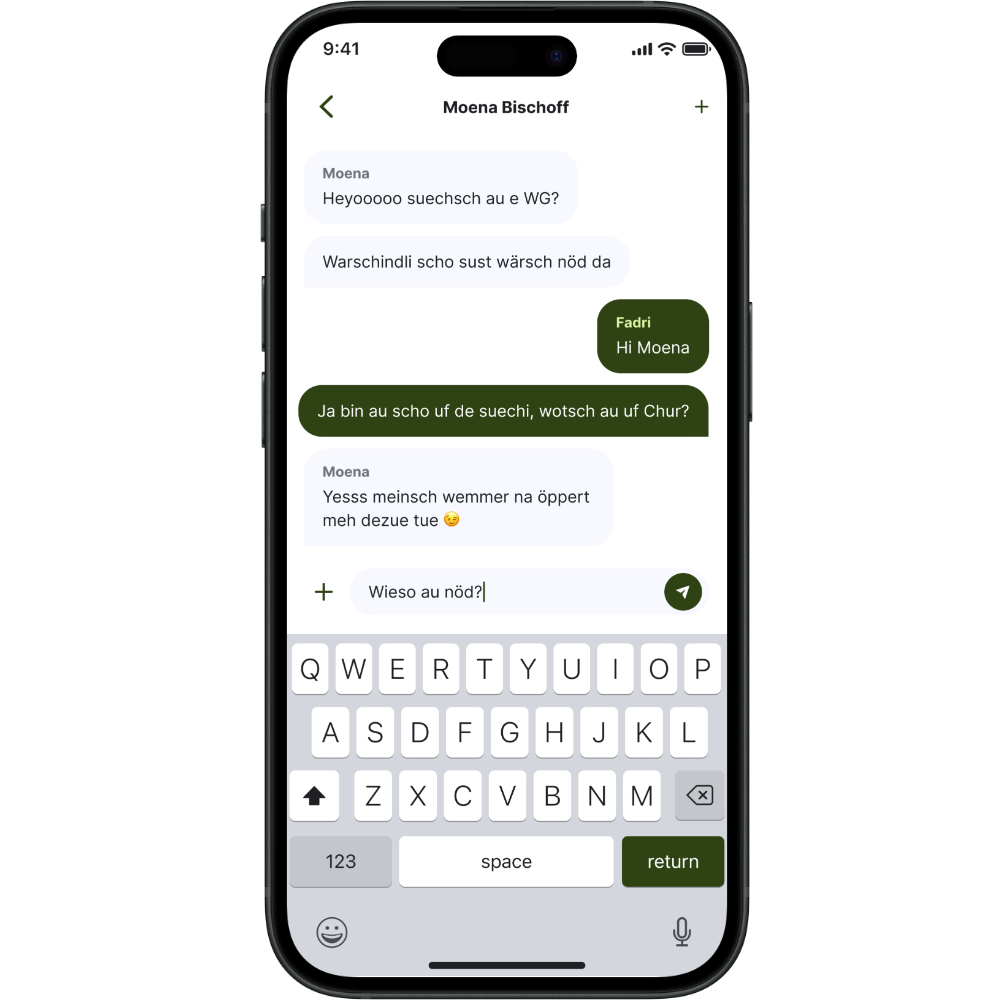 9:41
Moena Bischoff
Moena
Heyooooo suechsch au e WG?
Warschindli scho sust wärsch nöd da
Fadri
Hi Moena
Ja bin au scho uf de suechi, wotsch au uf Chur?
Moena
Yesss meinsch wemmer na öppert
meh dezue tue 😉
Wieso au nöd?
Q W E R T Y U I O P
A S D F G H J K L
Z X C V B N M
123 space return